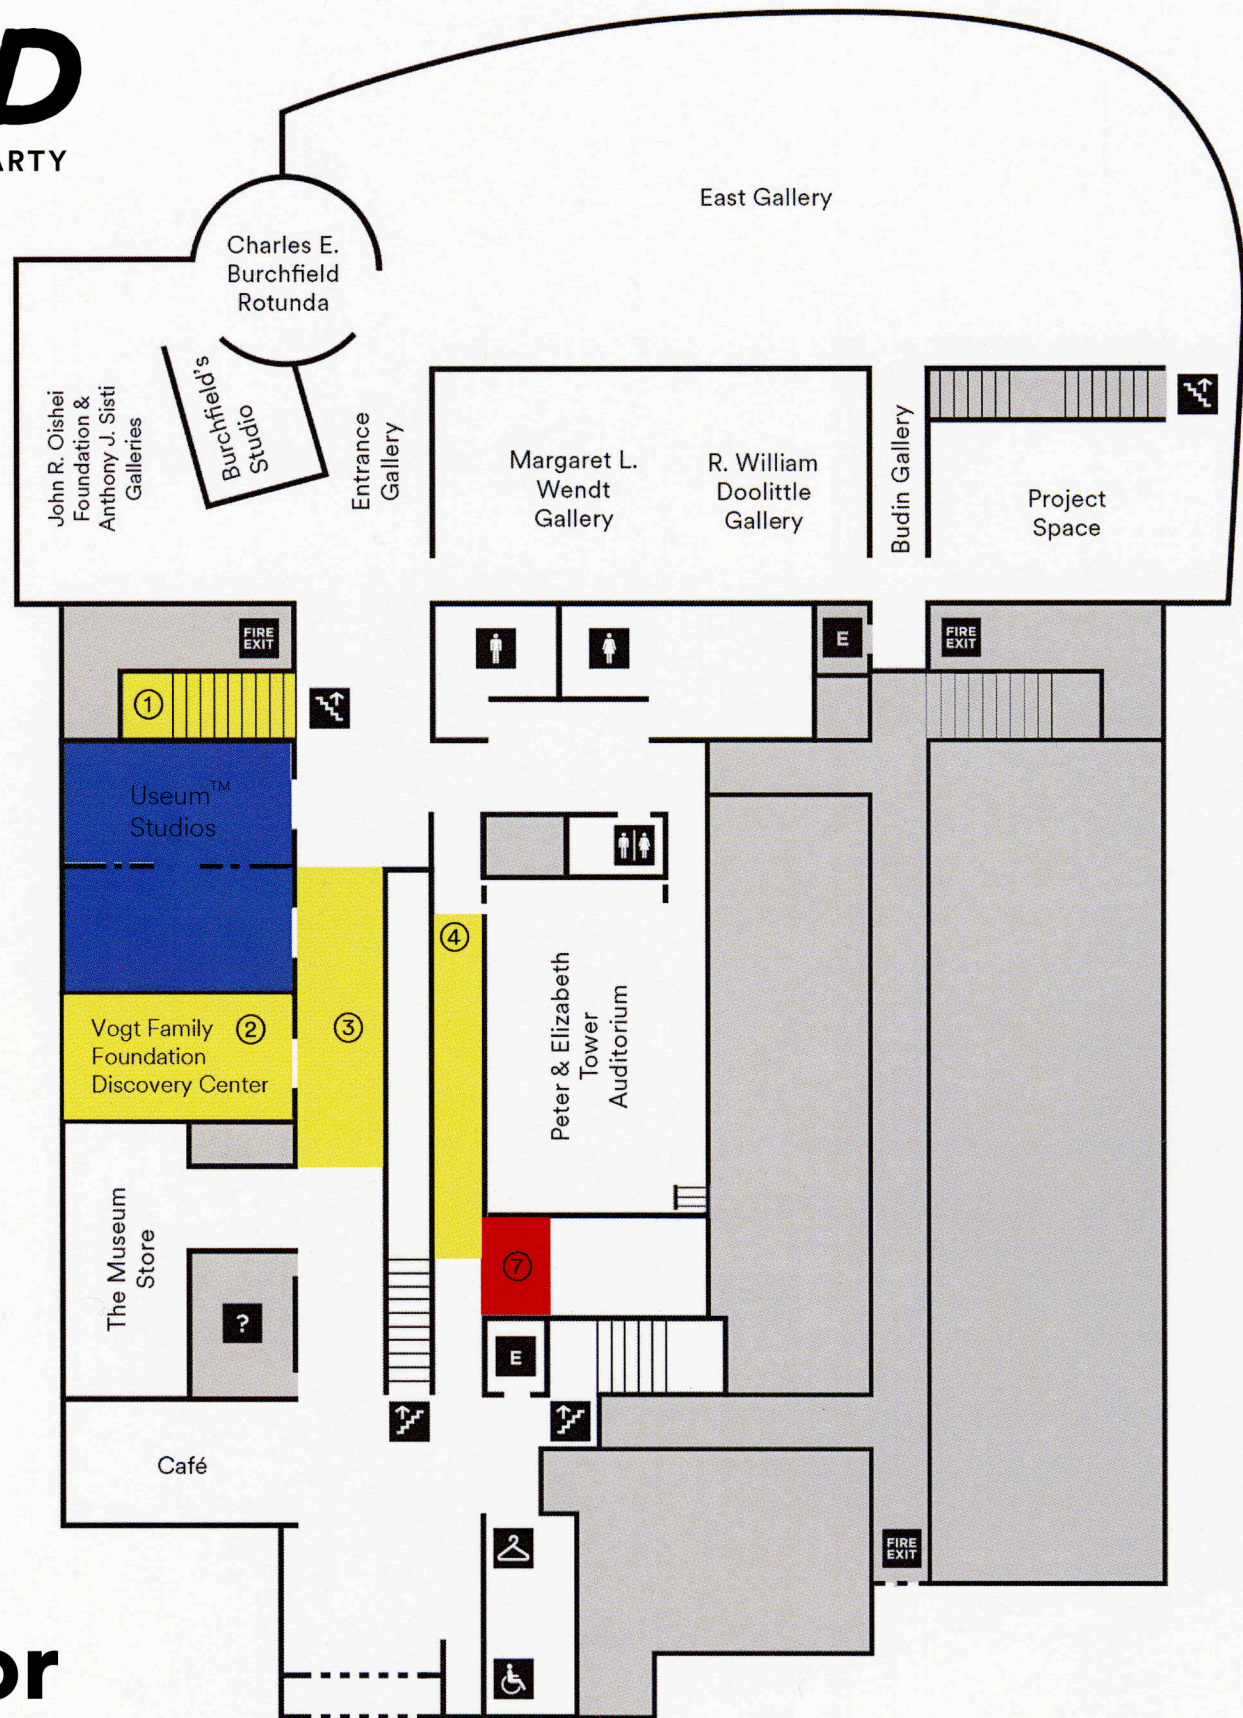 D
ARTY
East Gallery
Charles E.
Burchfield
Rotunda
John R. Oishei
Foundation &
Anthony J. Sisti
Galleries
Burchfield's
Studio
Entrance
Gallery
Margaret L.
Wendt
Gallery
R. William
Doolittle
Gallery
Budin Gallery
Project
Space
FIRE
EXIT
E
FIRE
EXIT
1
Useum™
Studios
4
3
Vogt Family
Foundation
Discovery Center
2
Peter & Elizabeth
Tower
Auditorium
The Museum
Store
7
?
E
Café
FIRE
EXIT
or